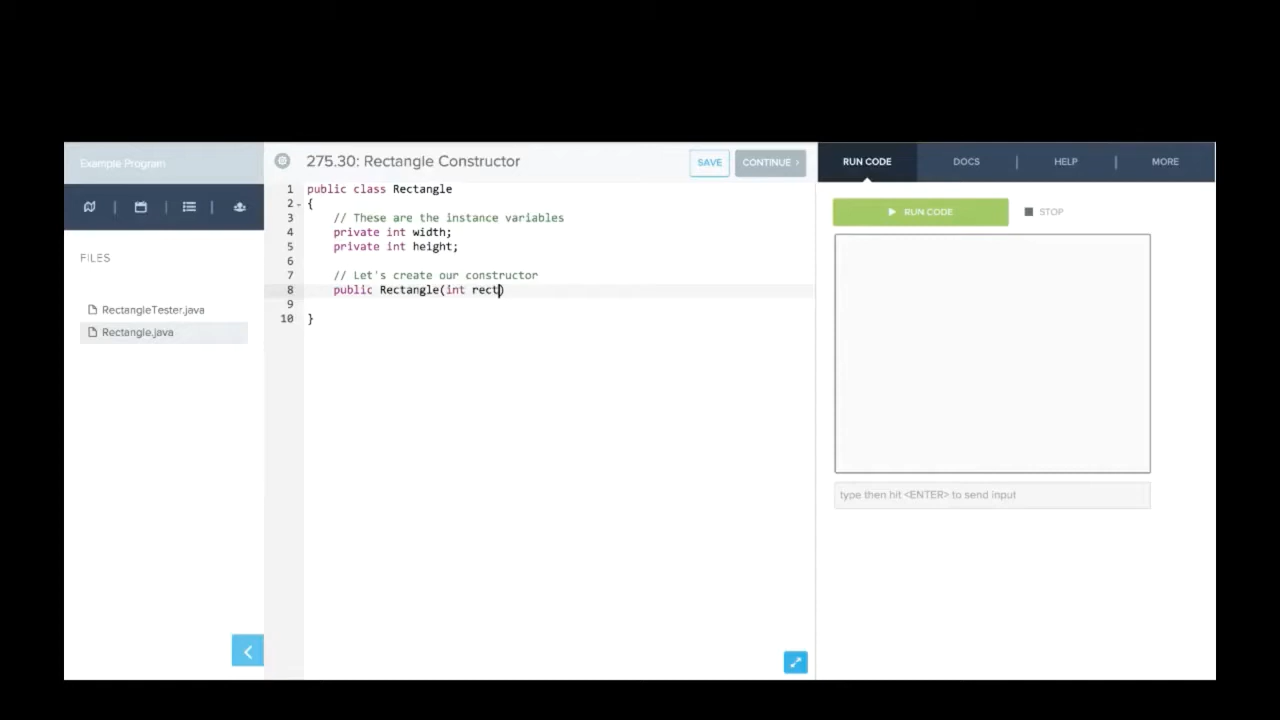 Example Program
275.30: Rectangle Constructor
SAVE
CONTINUE ›
RUN CODE
DOCS
HELP
MORE
FILES
RectangleTester.java
Rectangle.java
1 public class Rectangle
2 {
3 // These are the instance variables
4 private int width;
5 private int height;
6
7 // Let's create our constructor
8 public Rectangle(int rect)
9
10 }
RUN CODE
STOP
type then hit <ENTER> to send input